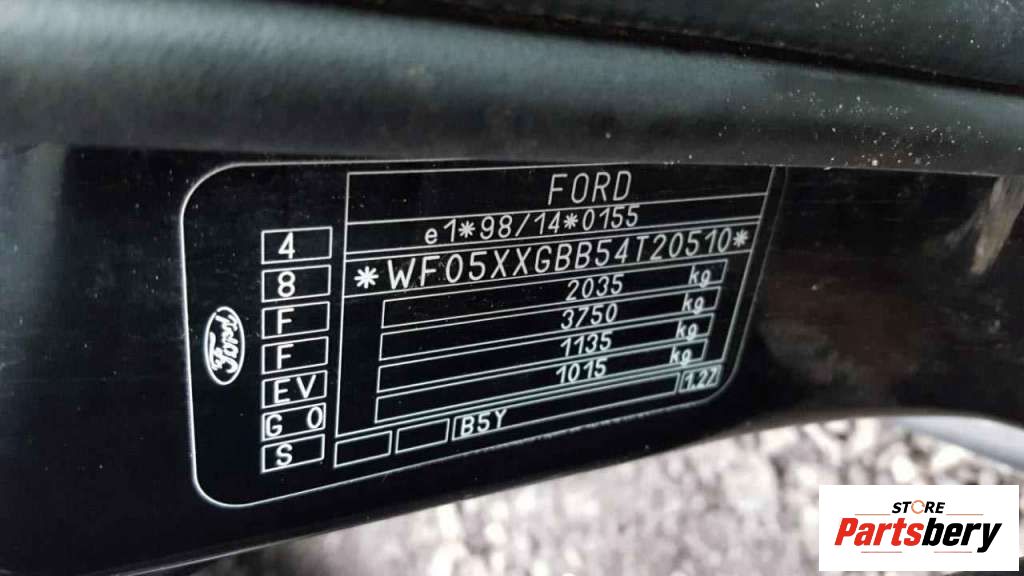 FORD
e1*98/14*0155
*WF05XXGBB54T20510*
2035 kg
3750 kg
1135 kg
1015 kg
4
8
F
F
EV
G 0
S
B5Y
1.27
STORE
Partsbery